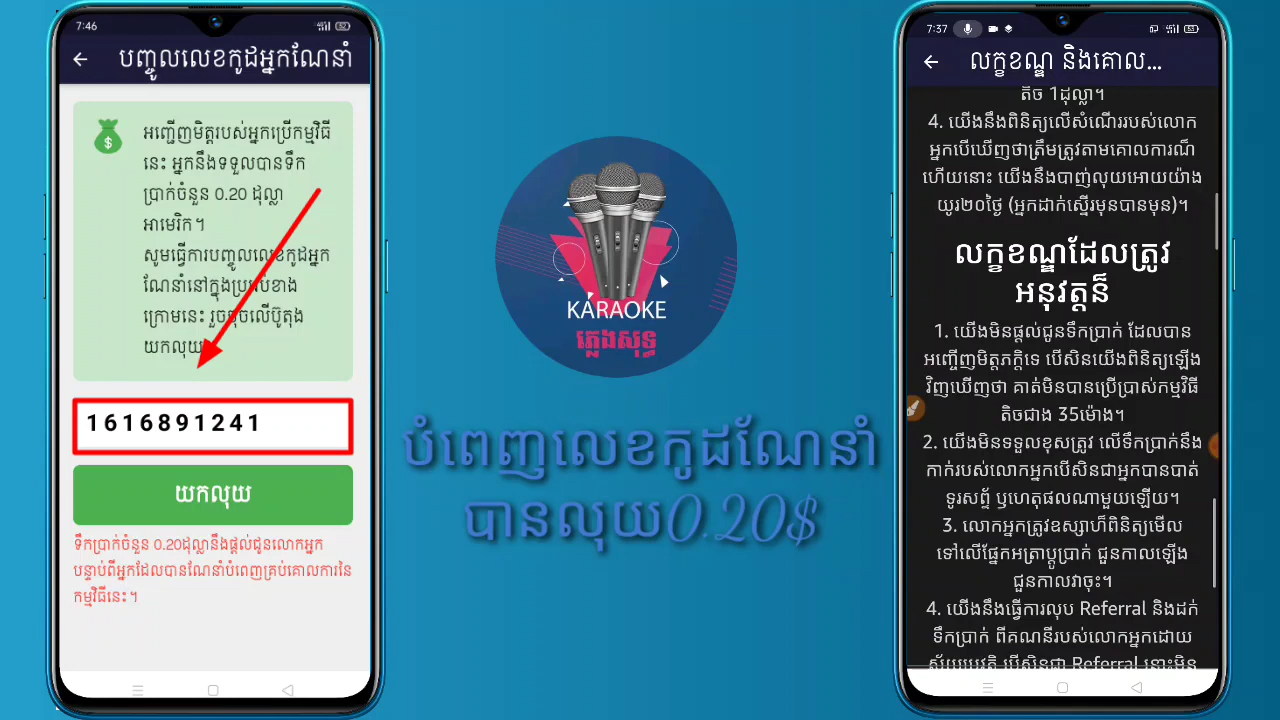 7:46
បញ្ចូលលេខកូដអ្នកណែនាំ
អញ្ជើញមិត្តរបស់អ្នកប្រើកម្មវិធី
នេះ អ្នកនឹងទទួលបានទឹក
ប្រាក់ចំនួន 0.20 ដុល្លា
អាមេរិក។
សូមធ្វើការបញ្ចូលលេខកូដអ្នក
ណែនាំនៅក្នុងប្រអប់ខាង
ក្រោមនេះ រួចចុចលើប៊ូតុង
យកលុយ
1616891241
យកលុយ
ទឹកប្រាក់ចំនួន 0.20ដុល្លានឹងផ្តល់ជូនលោកអ្នក
បន្ទាប់ពីអ្នកដែលបានណែនាំបំពេញគ្រប់គោលការនៃ
កម្មវិធីនេះ។
KARAOKE
ភ្លេងសុទ្ធ
បំពេញលេខកូដណែនាំ
បានលុយ0.20$
7:37
លក្ខខណ្ឌ និងគោល...
តិច 1ដុល្លា។
4. យើងនឹងពិនិត្យលើសំណើររបស់លោក
អ្នកបើឃើញថាត្រឹមត្រូវតាមគោលការណ៏
ហើយនោះ យើងនឹងបាញ់លុយអោយយ៉ាង
យូរ២០ថ្ងៃ (អ្នកដាក់ស្នើរមុនបានមុន)។
លក្ខខណ្ឌដែលត្រូវ
អនុវត្តន៏
1. យើងមិនផ្តល់ជូនទឹកប្រាក់ ដែលបាន
អញ្ចើញមិត្តភក្តិទេ បើសិនយើងពិនិត្យឡើង
វិញឃើញថា គាត់មិនបានប្រើប្រាស់កម្មវិធី
តិចជាង 35ម៉ោង។
2. យើងមិនទទួលខុសត្រូវ លើទឹកប្រាក់នឹង
កាក់របស់លោកអ្នកបើសិនជាអ្នកបានបាត់
ទូរសព្ទ័ ឬហេតុផលណាមួយឡើយ។
3. លោកអ្នកត្រូវឧស្សាហ៏ពិនិត្យមើល
ទៅលើផ្នែកអត្រាប្តូប្រាក់ ជួនកាលឡើង
ជួនកាលវាចុះ។
4. យើងនឹងធ្វើការលុប Referral និងដក់
ទឹកប្រាក់ ពីគណនីរបស់លោកអ្នកដោយ
ស័យប្រវត្តិ បើសិនជា Referral នោះមិន